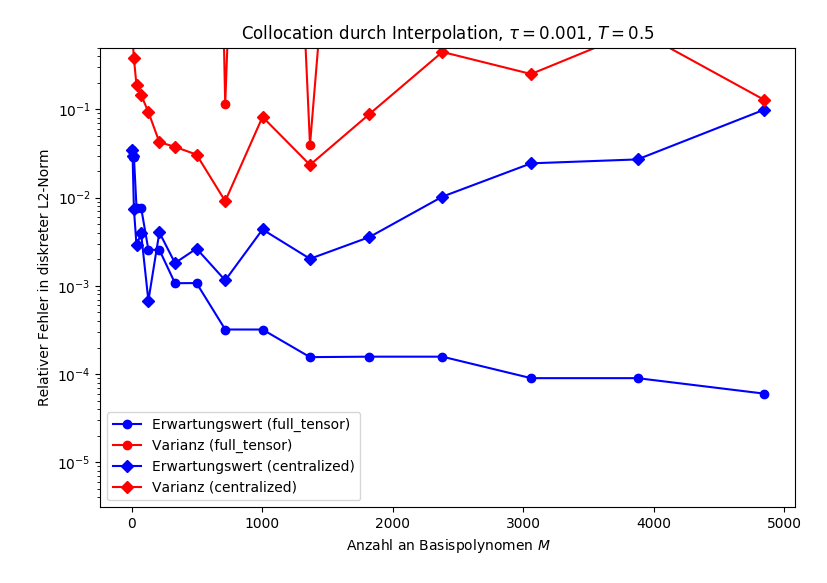 Collocation durch Interpolation, τ = 0.001, T = 0.5
Relativer Fehler in diskreter L2-Norm
10⁻¹
10⁻²
10⁻³
10⁻⁴
10⁻⁵
Erwartungswert (full_tensor)
Varianz (full_tensor)
Erwartungswert (centralized)
Varianz (centralized)
0 1000 2000 3000 4000 5000
Anzahl an Basispolynomen M